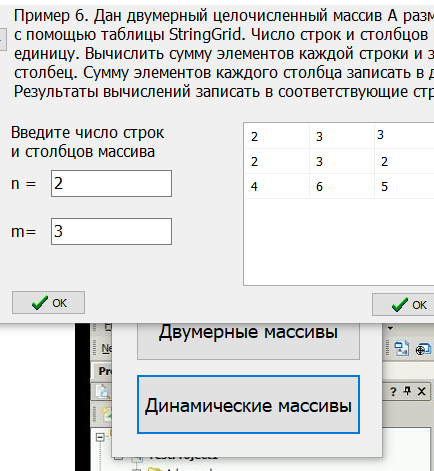 Пример 6. Дан двумерный целочисленный массив А
с помощью таблицы StringGrid. Число строк и столбцов
единицу. Вычислить сумму элементов каждой строки и
столбец. Сумму элементов каждого столбца записать в
Результаты вычислений записать в соответствующие
Введите число строк
и столбцов массива
n = 2
m= 3
2 3 3
2 3 2
4 6 5
OK
OK
Двумерные массивы
Динамические массивы